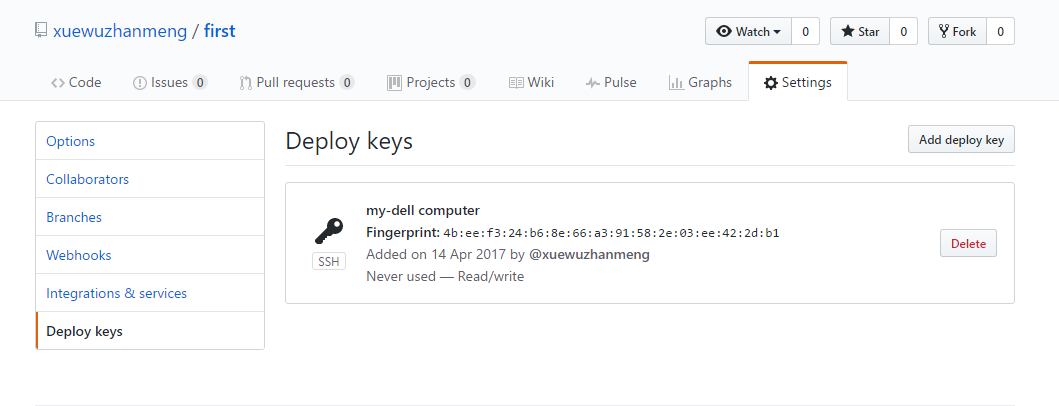 xuewuzhanmeng / first
Watch 0 Star 0 Fork 0
Code Issues 0 Pull requests 0 Projects 0 Wiki Pulse Graphs Settings
Options
Collaborators
Branches
Webhooks
Integrations & services
Deploy keys
Deploy keys
Add deploy key
my-dell computer
Fingerprint: 4b:ee:f3:24:b6:8e:66:a3:91:58:2e:03:ee:42:2d:b1
Added on 14 Apr 2017 by @xuewuzhanmeng
Never used — Read/write
SSH
Delete